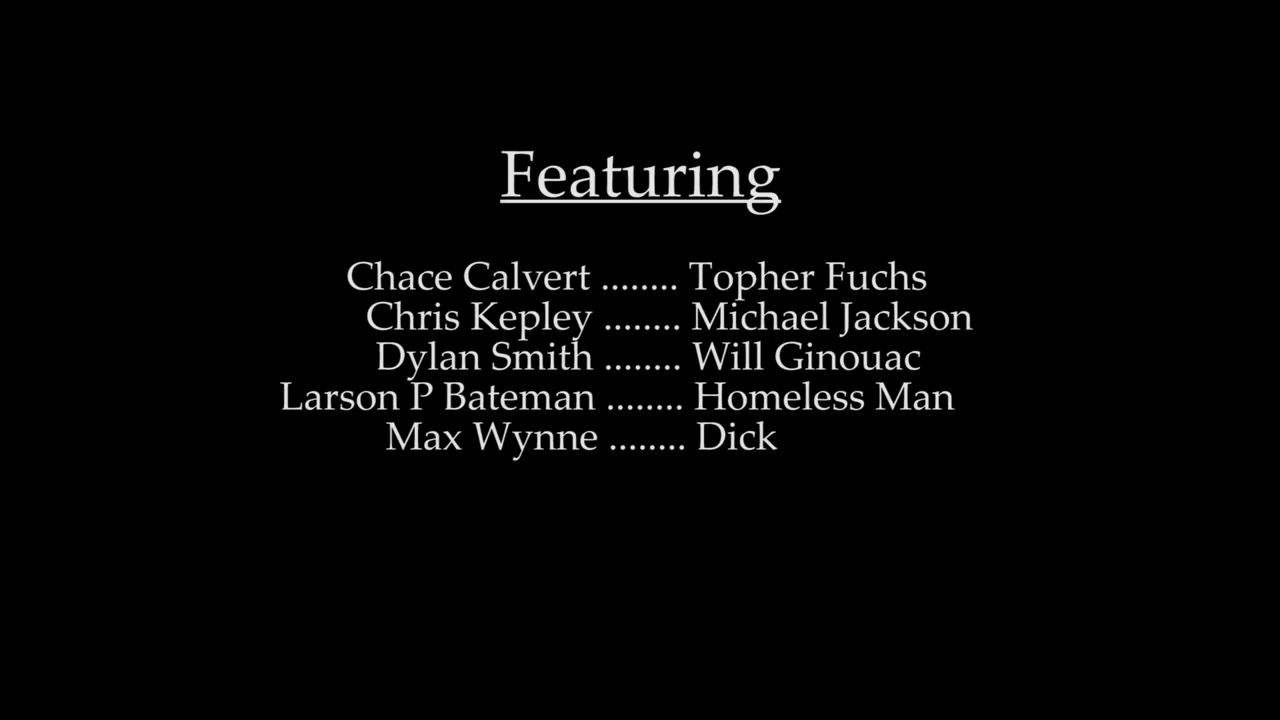 Featuring
Chace Calvert ........ Topher Fuchs
Chris Kepley ........ Michael Jackson
Dylan Smith ........ Will Ginouac
Larson P Bateman ........ Homeless Man
Max Wynne ........ Dick